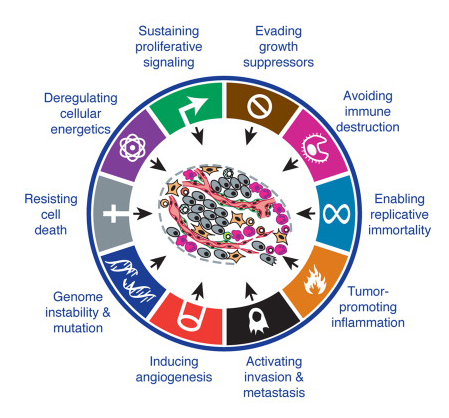 Sustaining
proliferative
signaling
Evading
growth
suppressors
Avoiding
immune
destruction
Enabling
replicative
immortality
Tumor-
promoting
inflammation
Activating
invasion &
metastasis
Inducing
angiogenesis
Genome
instability &
mutation
Resisting
cell
death
Deregulating
cellular
energetics